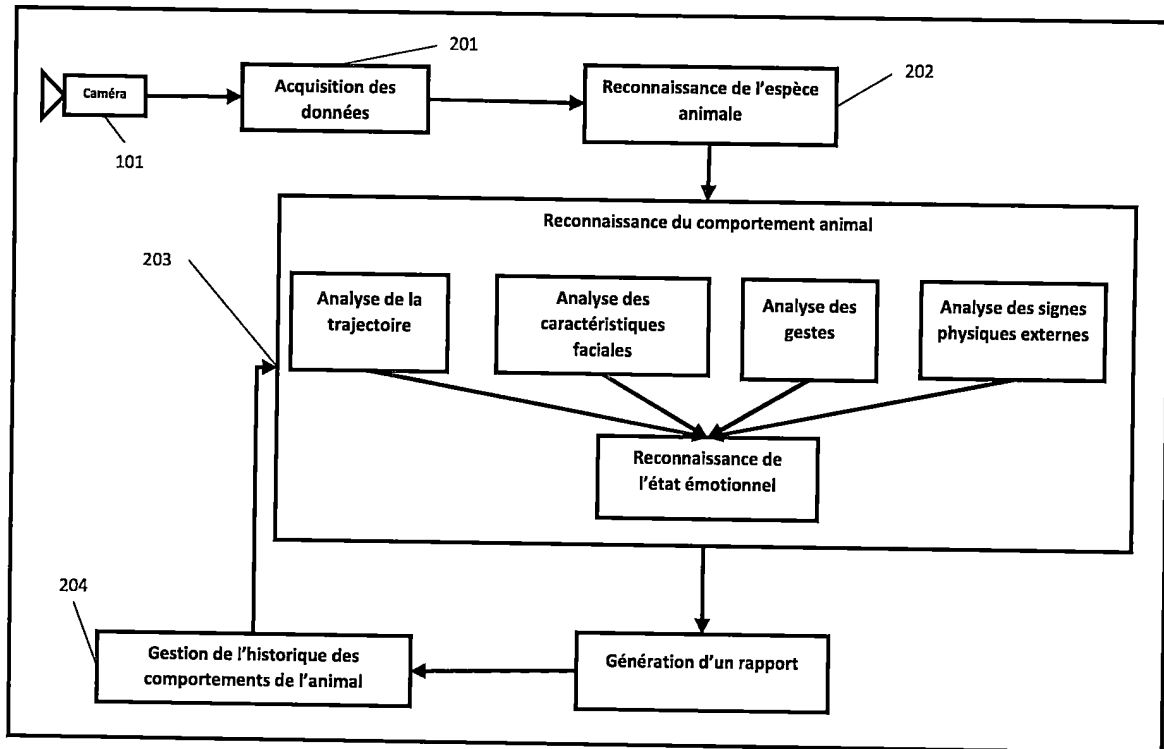 201
Caméra
Acquisition des
données
Reconnaissance de l'espèce
animale
202
101
Reconnaissance du comportement animal
203
Analyse de la
trajectoire
Analyse des
caractéristiques
faciales
Analyse des
gestes
Analyse des signes
physiques externes
Reconnaissance de
l'état émotionnel
204
Gestion de l'historique des
comportements de l'animal
Génération d'un rapport